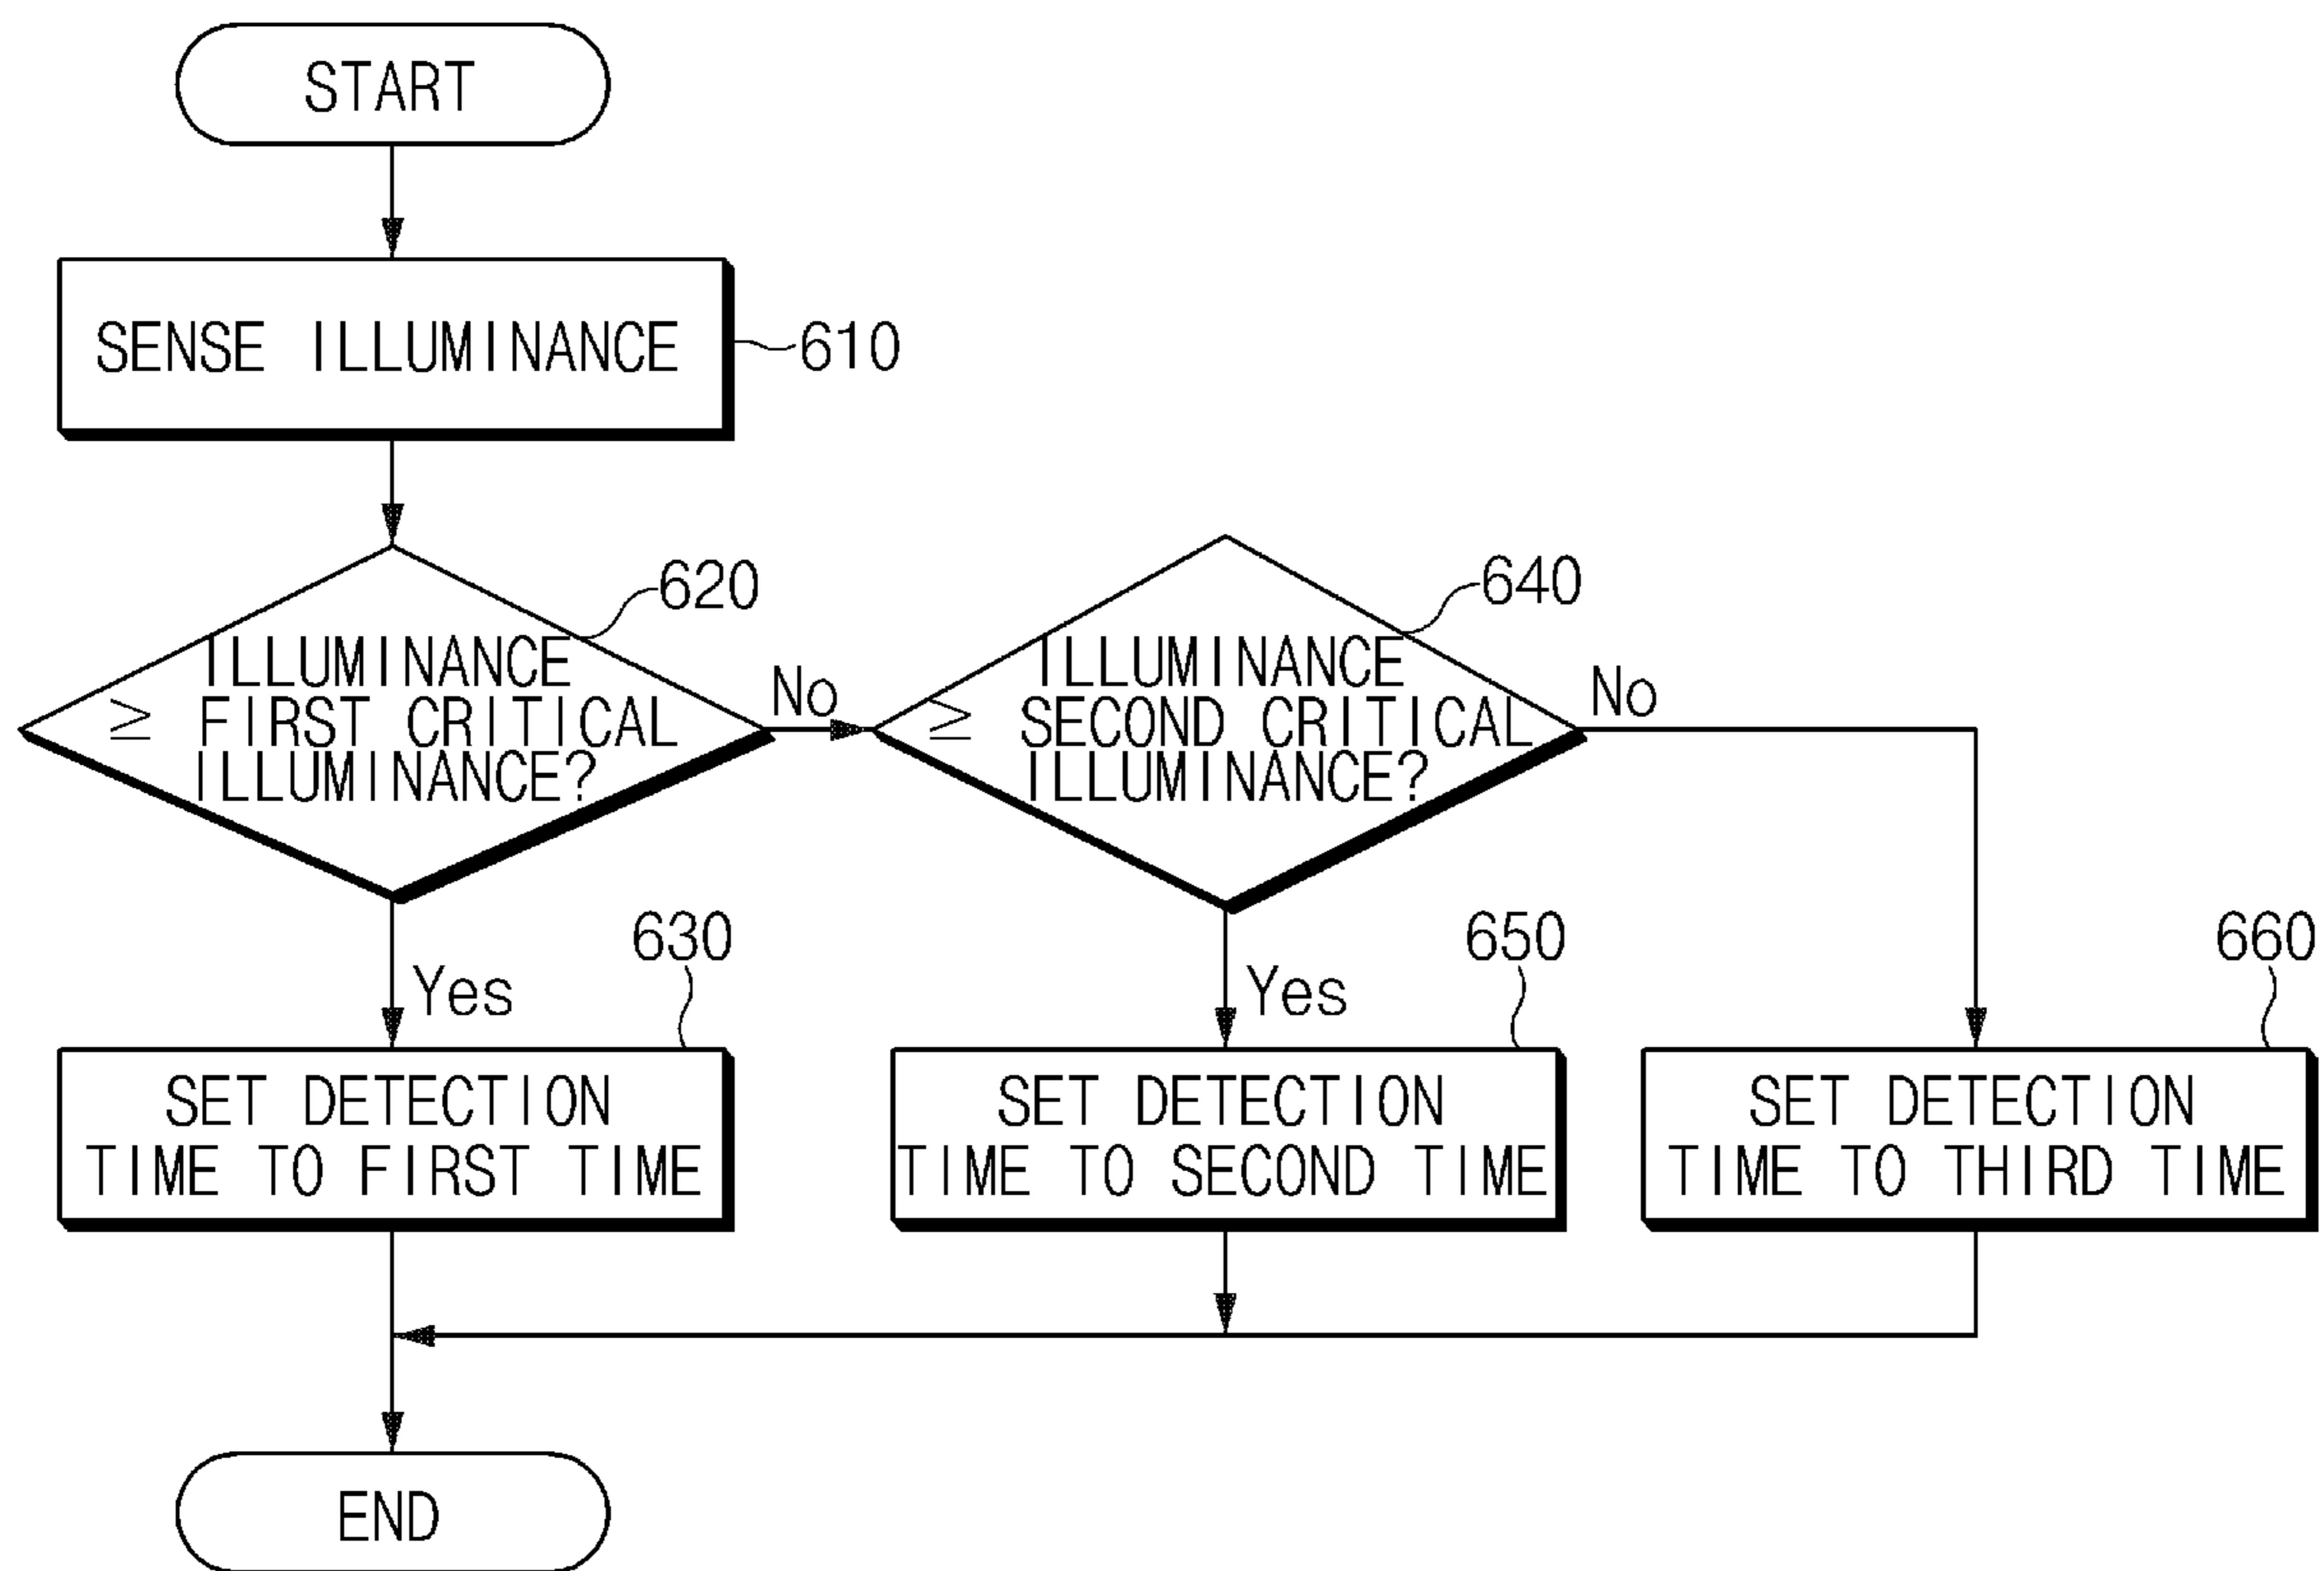 START
SENSE ILLUMINANCE
610
620
ILLUMINANCE
≥ FIRST CRITICAL
ILLUMINANCE?
No
640
ILLUMINANCE
≥ SECOND CRITICAL
ILLUMINANCE?
No
Yes
630
SET DETECTION
TIME TO FIRST TIME
Yes
650
SET DETECTION
TIME TO SECOND TIME
660
SET DETECTION
TIME TO THIRD TIME
END